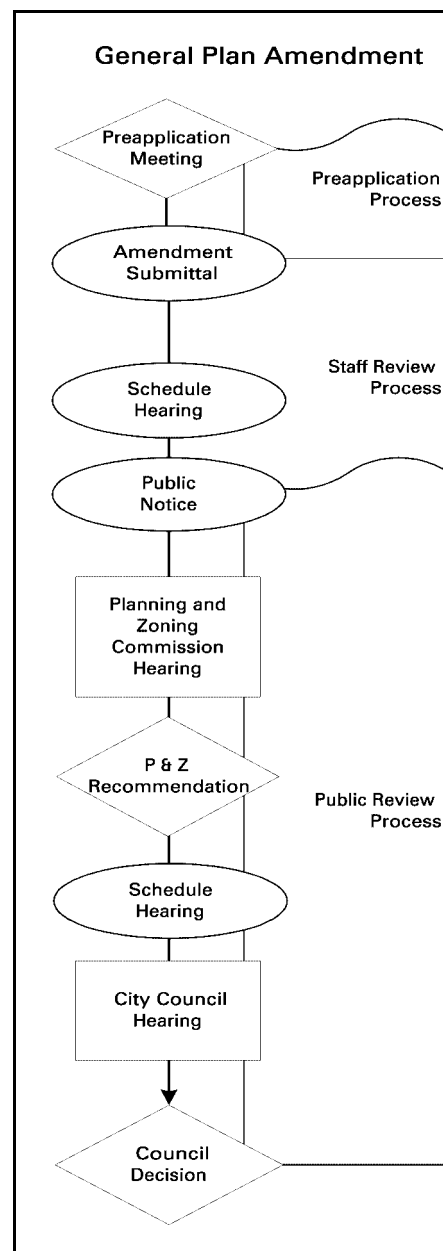 General Plan Amendment
Preapplication
Meeting
Preapplication
Process
Amendment
Submittal
Staff Review
Process
Schedule
Hearing
Public
Notice
Planning and
Zoning
Commission
Hearing
P & Z
Recommendation
Public Review
Process
Schedule
Hearing
City Council
Hearing
Council
Decision